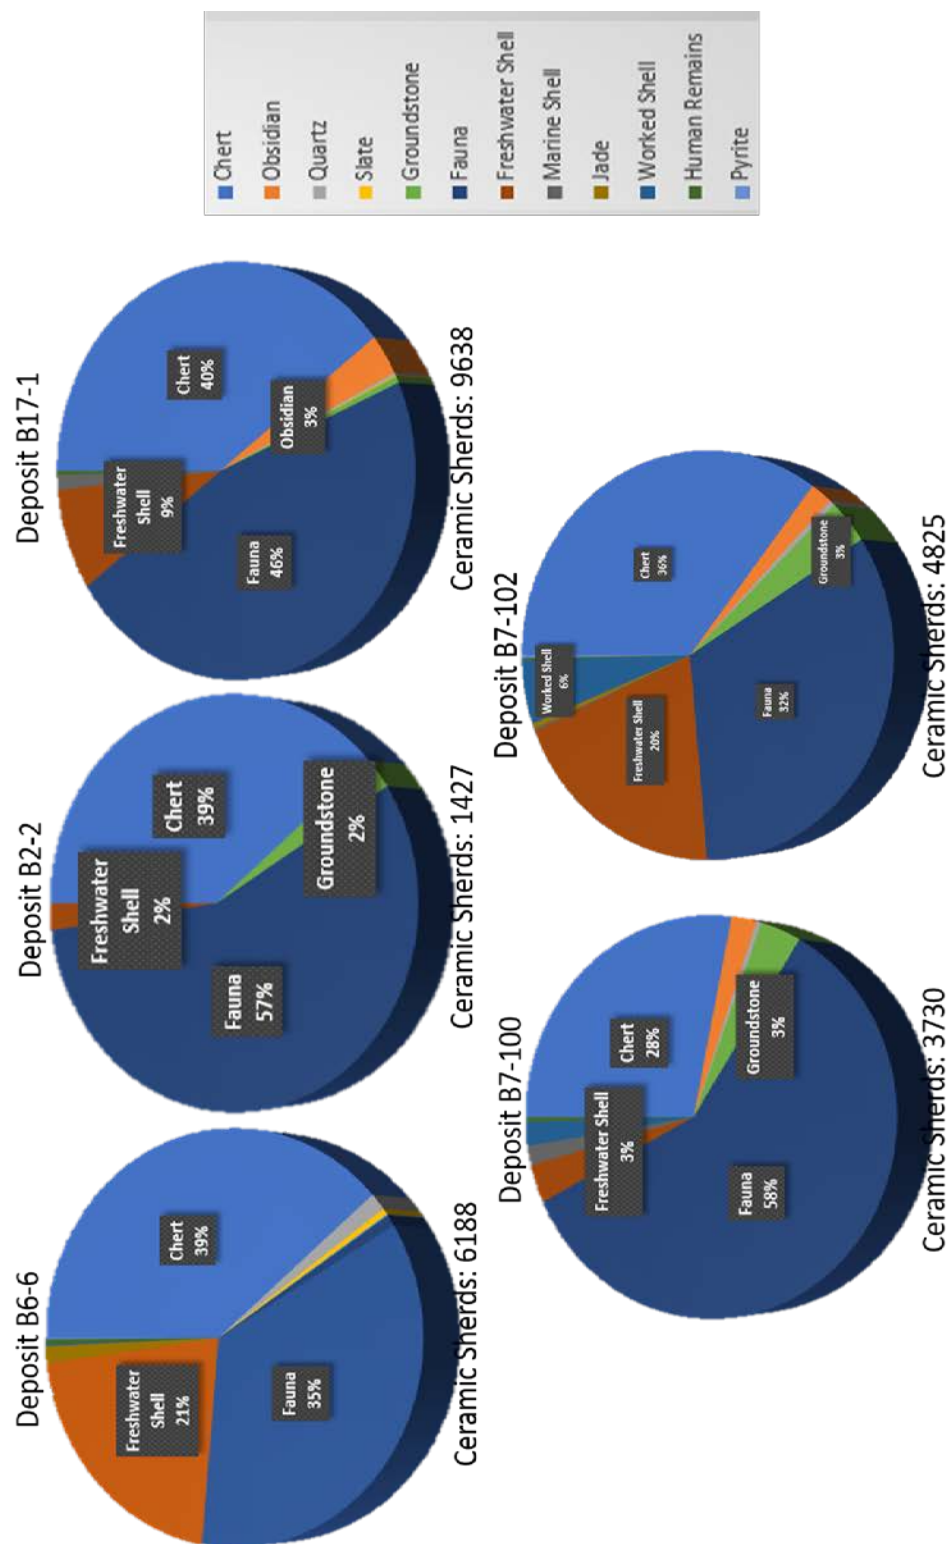 Deposit B6-6
Chert
39%
Freshwater
Shell
21%
Fauna
35%
Ceramic Sherds: 6188
Deposit B2-2
Freshwater
Shell
2%
Chert
39%
Fauna
57%
Groundstone
2%
Ceramic Sherds: 1427
Deposit B17-1
Freshwater
Shell
9%
Chert
40%
Fauna
46%
Obsidian
3%
Ceramic Sherds: 9638
Deposit B7-100
Freshwater Shell
3%
Chert
28%
Fauna
58%
Groundstone
3%
Ceramic Sherds: 3730
Deposit B7-102
Worked Shell
6%
Freshwater Shell
20%
Chert
36%
Fauna
32%
Groundstone
3%
Ceramic Sherds: 4825
Chert
Obsidian
Quartz
Slate
Groundstone
Fauna
Freshwater Shell
Marine Shell
Jade
Worked Shell
Human Remains
Pyrite